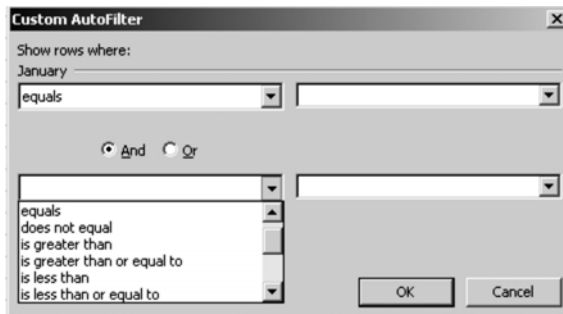 Custom AutoFilter
Show rows where:
January
equals
And Or
equals
does not equal
is greater than
is greater than or equal to
is less than
is less than or equal to
OK Cancel